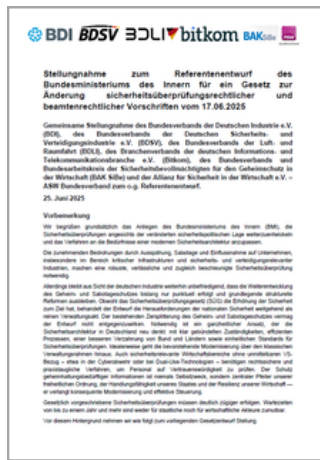 BDI BDSV BDLI bitkom BAK SiBe
Stellungnahme zum Referentenentwurf des
Bundesministeriums des Innern für ein Gesetz zur
Änderung sicherheitsüberprüfungsrechtlicher und
beamtenrechtlicher Vorschriften vom 17.06.2025
Gemeinsame Stellungnahme des Bundesverbands der Deutschen Industrie e.V.
(BDI), des Bundesverbands der Deutschen Sicherheits- und
Verteidigungsindustrie e.V. (BDSV), des Bundesverbands der Luft- und
Raumfahrt (BDLI), des Branchenverbands der deutschen Informations- und
Telekommunikationsbranche e.V. (Bitkom), des Bundesverbands und
Bundesarbeitskreis der Sicherheitsbevollmächtigten für den Geheimschutz in
der Wirtschaft (BAK SiBe) und der Allianz für Sicherheit in der Wirtschaft e.V. –
ASW Bundesverband zum o.g. Referentenentwurf.
25. Juni 2025
Vorbemerkung
Wir begrüßen grundsätzlich das Anliegen des Bundesministeriums des Innern (BMI), die
Sicherheitsüberprüfungen angesichts der veränderten sicherheitspolitischen Lage weiterzuentwickeln
und das Verfahren an die Bedürfnisse einer modernen Sicherheitsarchitektur anzupassen.
Die zunehmenden Bedrohungen durch Ausspähung, Sabotage und Einflussnahme auf Unternehmen,
insbesondere im Bereich kritischer Infrastrukturen und sicherheits- und verteidigungsrelevanter
Industrien, machen eine robuste, verlässliche und zugleich beschleunigte Sicherheitsüberprüfung
notwendig.
Allerdings bleibt aus Sicht der deutschen Industrie weiterhin unbefriedigend, dass die Weiterentwicklung
des Geheim- und Sabotageschutzes bislang nur punktuell erfolgt und grundlegende strukturelle
Reformen ausbleiben. Obwohl das Sicherheitsüberprüfungsgesetz (SÜG) die Erhöhung der Sicherheit
zum Ziel hat, behandelt der Entwurf die Herausforderungen der nationalen Sicherheit weitgehend als
reinen Verwaltungsakt. Der bestehenden Zersplitterung des Geheim- und Sabotageschutzes vermag
der Entwurf nicht entgegenzuwirken. Notwendig ist ein ganzheitlicher Ansatz, der die
Sicherheitsarchitektur in Deutschland neu denkt: mit klar gebündelten Zuständigkeiten, effizienten
Prozessen, einer besseren Verzahnung von Bund und Ländern sowie einheitlichen Standards für
Sicherheitsüberprüfungen. Idealerweise geht die bevorstehende Modernisierung über den klassischen
Verwaltungsrahmen hinaus. Auch sicherheitsrelevante Wirtschaftsbereiche ohne unmittelbaren VS-
Bezug – etwa in der Cyberabwehr oder bei Dual-Use-Technologien – benötigen rechtssichere und
praxistaugliche Verfahren, um Personal auf Vertrauenswürdigkeit zu prüfen. Der Schutz
geheimhaltungsbedürftiger Informationen ist niemals Selbstzweck, sondern zentraler Pfeiler unserer
freiheitlichen Ordnung, der Handlungsfähigkeit unseres Staates und der Resilienz unserer Wirtschaft —
er verlangt konsequente Modernisierung und effektive Steuerung.
Gesetzlich vorgeschriebene Sicherheitsüberprüfungen müssen deutlich zügiger erfolgen. Wartezeiten
von bis zu einem Jahr und mehr sind weder für staatliche noch für wirtschaftliche Akteure zumutbar.
Vor diesem Hintergrund nehmen wir wie folgt zum vorliegenden Gesetzentwurf Stellung.